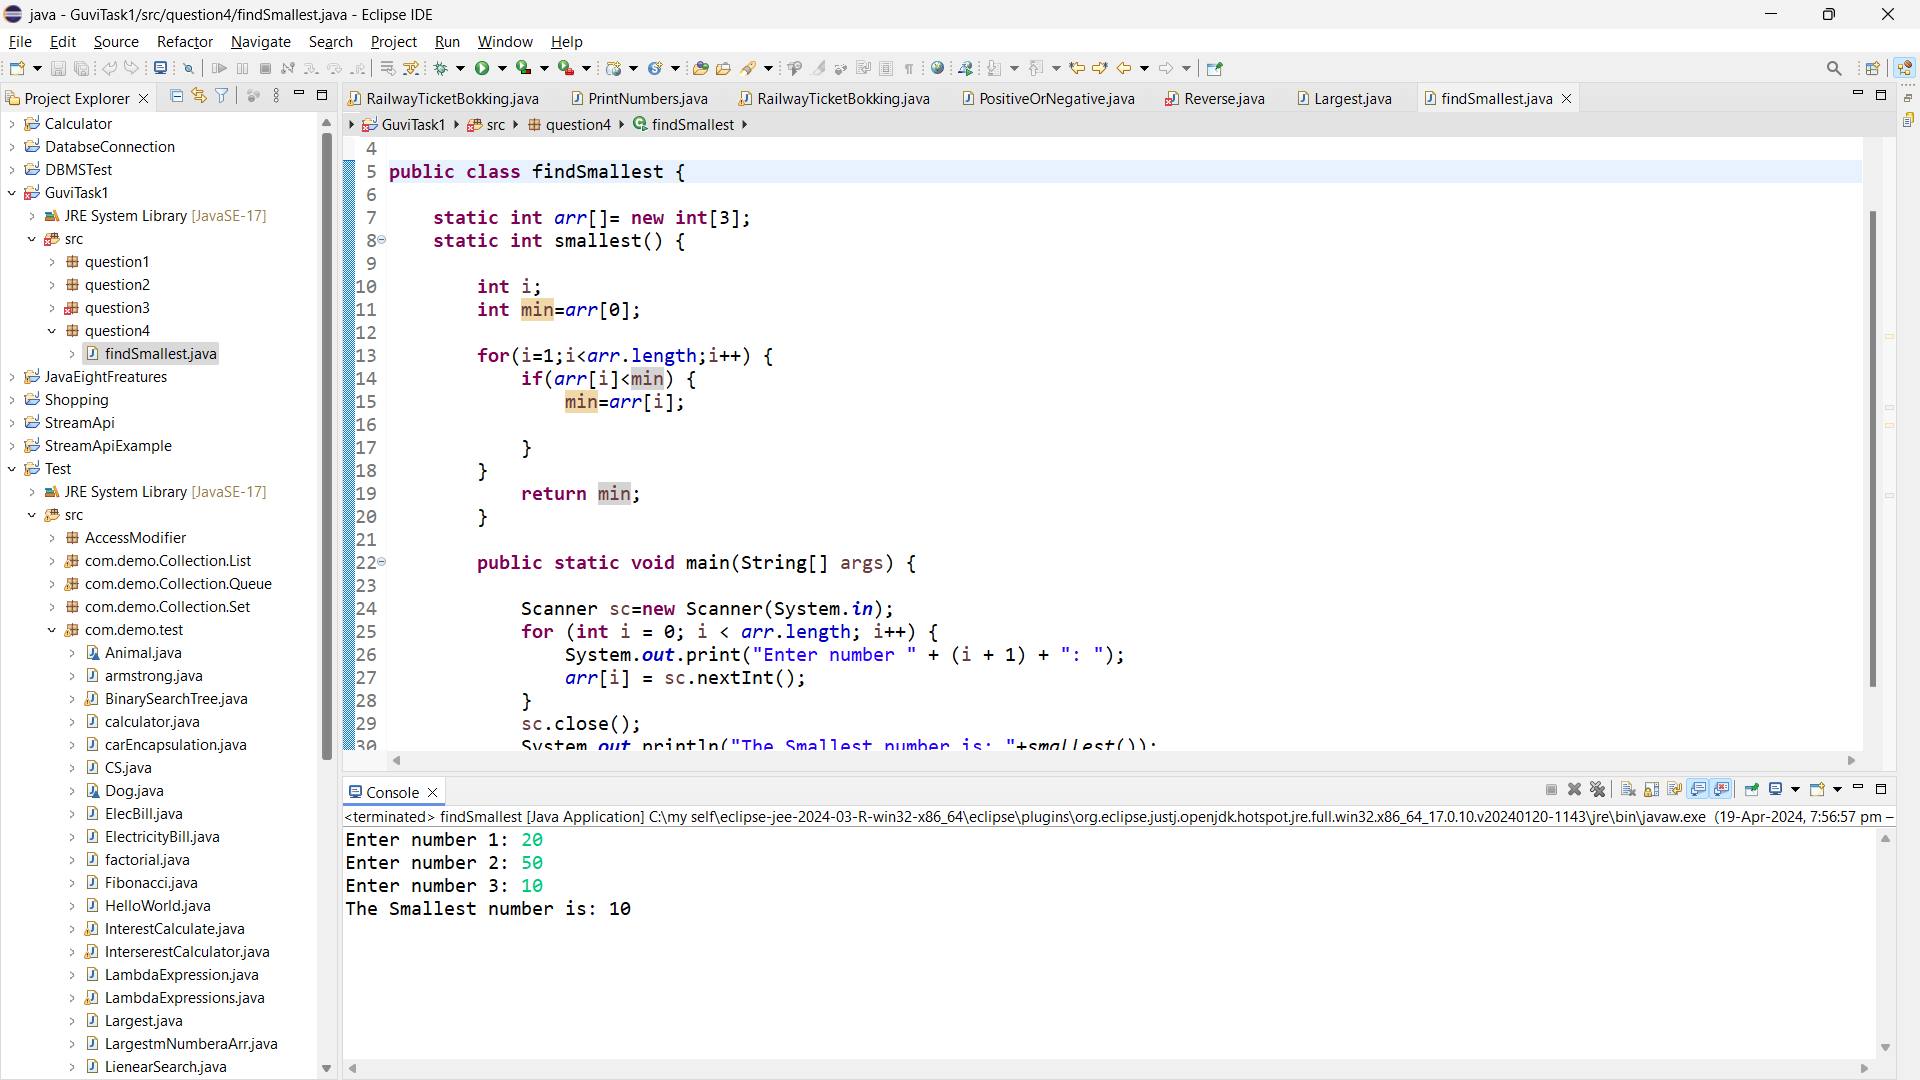 java - GuviTask1/src/question4/findSmallest.java - Eclipse IDE
File Edit Source Refactor Navigate Search Project Run Window Help
Project Explorer
Calculator
DatabseConnection
DBMSTest
GuviTask1
JRE System Library [JavaSE-17]
src
question1
question2
question3
question4
findSmallest.java
JavaEightFreatures
Shopping
StreamApi
StreamApiExample
Test
JRE System Library [JavaSE-17]
src
AccessModifier
com.demo.Collection.List
com.demo.Collection.Queue
com.demo.Collection.Set
com.demo.test
Animal.java
armstrong.java
BinarySearchTree.java
calculator.java
carEncapsulation.java
CS.java
Dog.java
ElecBill.java
ElectricityBill.java
factorial.java
Fibonacci.java
HelloWorld.java
InterestCalculate.java
InterserestCalculator.java
LambdaExpression.java
LambdaExpressions.java
Largest.java
LargestmNumberaArr.java
LienearSearch.java
RailwayTicketBokking.java PrintNumbers.java RailwayTicketBokking.java PositiveOrNegative.java Reverse.java Largest.java findSmallest.java
GuviTask1 src question4 findSmallest
4
5 public class findSmallest {
6
7 static int arr[]= new int[3];
8 static int smallest() {
9
10 int i;
11 int min=arr[0];
12
13 for(i=1;i<arr.length;i++) {
14 if(arr[i]<min) {
15 min=arr[i];
16
17 }
18 }
19 return min;
20 }
21
22 public static void main(String[] args) {
23
24 Scanner sc=new Scanner(System.in);
25 for (int i = 0; i < arr.length; i++) {
26 System.out.print("Enter number " + (i + 1) + ": ");
27 arr[i] = sc.nextInt();
28 }
29 sc.close();
30 System.out.println("The Smallest number is: "+smallest());
Console
<terminated> findSmallest [Java Application] C:\my self\eclipse-jee-2024-03-R-win32-x86_64\eclipse\plugins\org.eclipse.justj.openjdk.hotspot.jre.full.win32.x86_64_17.0.10.v20240120-1143\jre\bin\javaw.exe (19-Apr-2024, 7:56:57 pm –
Enter number 1: 20
Enter number 2: 50
Enter number 3: 10
The Smallest number is: 10